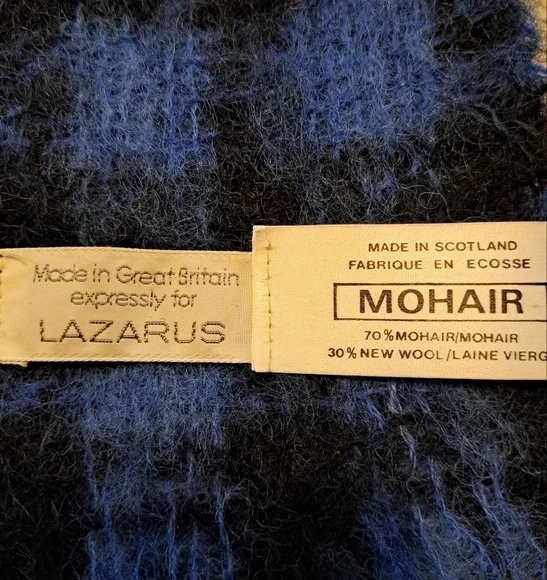 Made in Great Britain
expressly for
LAZARUS
MADE IN SCOTLAND
FABRIQUE EN ECOSSE
MOHAIR
70%MOHAIR/MOHAIR
30% NEW WOOL/LAINE VIERG